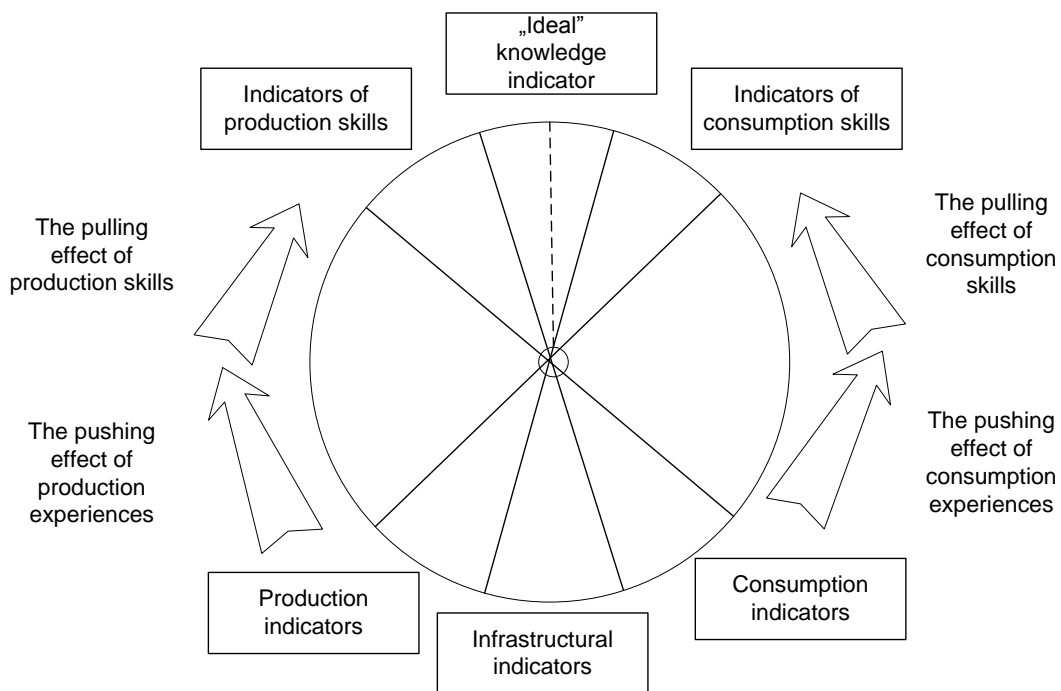 „Ideal”
knowledge
indicator
Indicators of
production skills
Indicators of
consumption skills
The pulling
effect of
production skills
The pulling
effect of
consumption
skills
The pushing
effect of
production
experiences
The pushing
effect of
consumption
experiences
Production
indicators
Infrastructural
indicators
Consumption
indicators